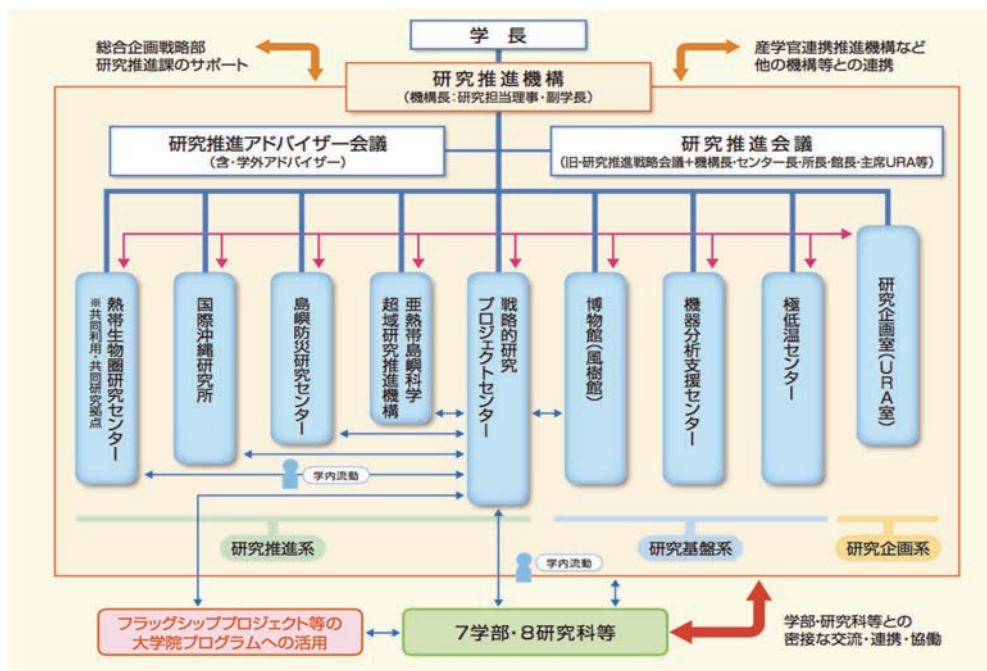 学長
総合企画戦略部
研究推進課のサポート
産学官連携推進機構など
他の機構等との連携
研究推進機構
(機構長:研究担当理事・副学長)
研究推進アドバイザー会議
(含・学外アドバイザー)
研究推進会議
(旧・研究推進戦略会議+機構長・センター長・所長・館長・主席URA等)
熱帯生物圏研究センター
※共同利用・共同研究拠点
国際沖縄研究所
島嶼防災研究センター
亜熱帯島嶼科学
超域研究推進機構
戦略的研究
プロジェクトセンター
博物館(風樹館)
機器分析支援センター
極低温センター
研究企画室(URA室)
学内流動
研究推進系
研究基盤系
研究企画系
学内流動
フラッグシッププロジェクト等の
大学院プログラムへの活用
7学部・8研究科等
学部・研究科等との
密接な交流・連携・協働